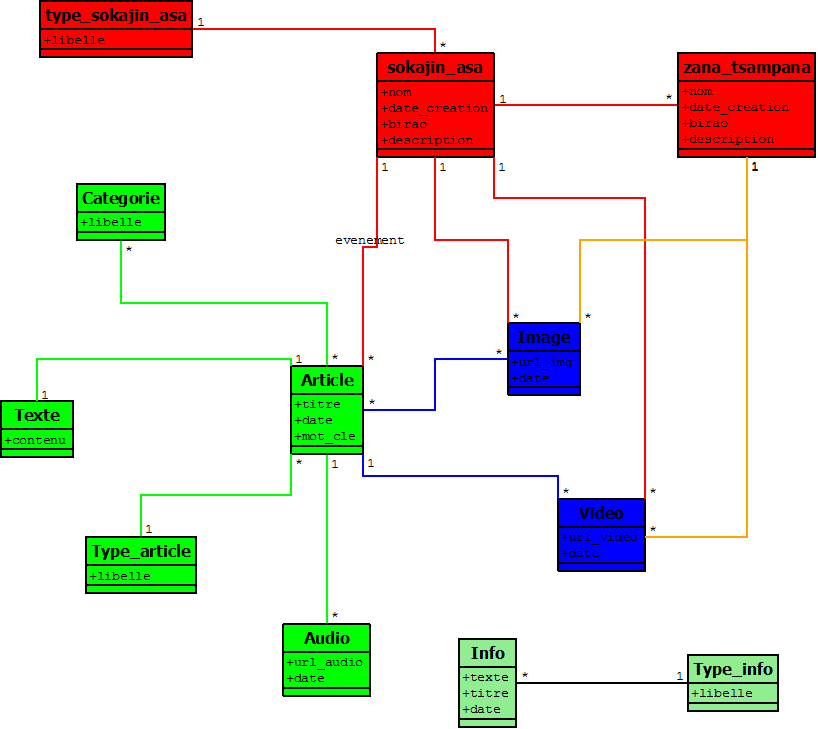 type_sokajin_asa
+libelle
1
*
sokajin_asa
+nom
+date_creation
+birao
+description
1
*
zana_tsampana
+nom
+date_creation
+birao
+description
1
1
1
1
Categorie
+libelle
*
evenement
*
*
Image
+url_img
+date
*
1
*
*
Article
+titre
+date
+mot_cle
*
1
Texte
+contenu
*
1
1
*
*
*
Video
+url_video
+date
1
Type_article
+libelle
*
Audio
+url_audio
+date
Info
+texte
+titre
+date
*
1
Type_info
+libelle